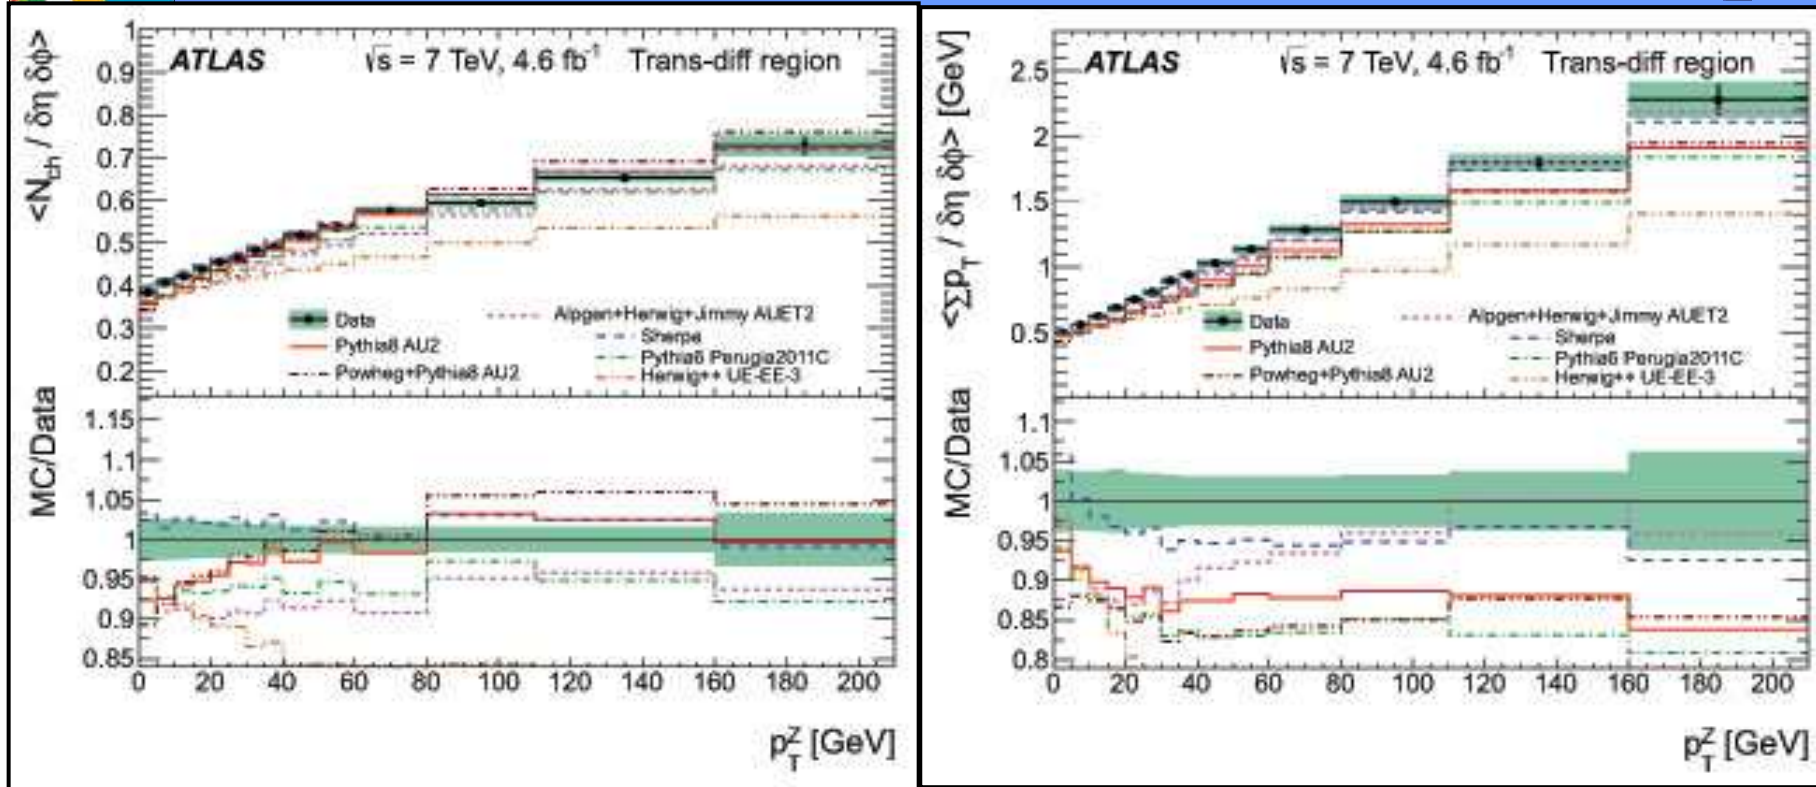 ATLAS √s = 7 TeV, 4.6 fb⁻¹ Trans-diff region
<N_ch / δη δϕ>
1
0.9
0.8
0.7
0.6
0.5
0.4
0.3
0.2
Data
Pythia8 AU2
Powheg+Pythia8 AU2
Alpgen+Herwig+Jimmy AUET2
Sherpa
Pythia6 Perugia2011C
Herwig++ UE-EE-3
MC/Data
1.15
1.1
1.05
1
0.95
0.9
0.85
0 20 40 60 80 100 120 140 160 180 200
p_T^Z [GeV]
ATLAS √s = 7 TeV, 4.6 fb⁻¹ Trans-diff region
<∑p_T / δη δϕ> [GeV]
2.5
2
1.5
1
0.5
Data
Pythia8 AU2
Powheg+Pythia8 AU2
Alpgen+Herwig+Jimmy AUET2
Sherpa
Pythia6 Perugia2011C
Herwig++ UE-EE-3
MC/Data
1.1
1.05
1
0.95
0.9
0.85
0.8
0 20 40 60 80 100 120 140 160 180 200
p_T^Z [GeV]